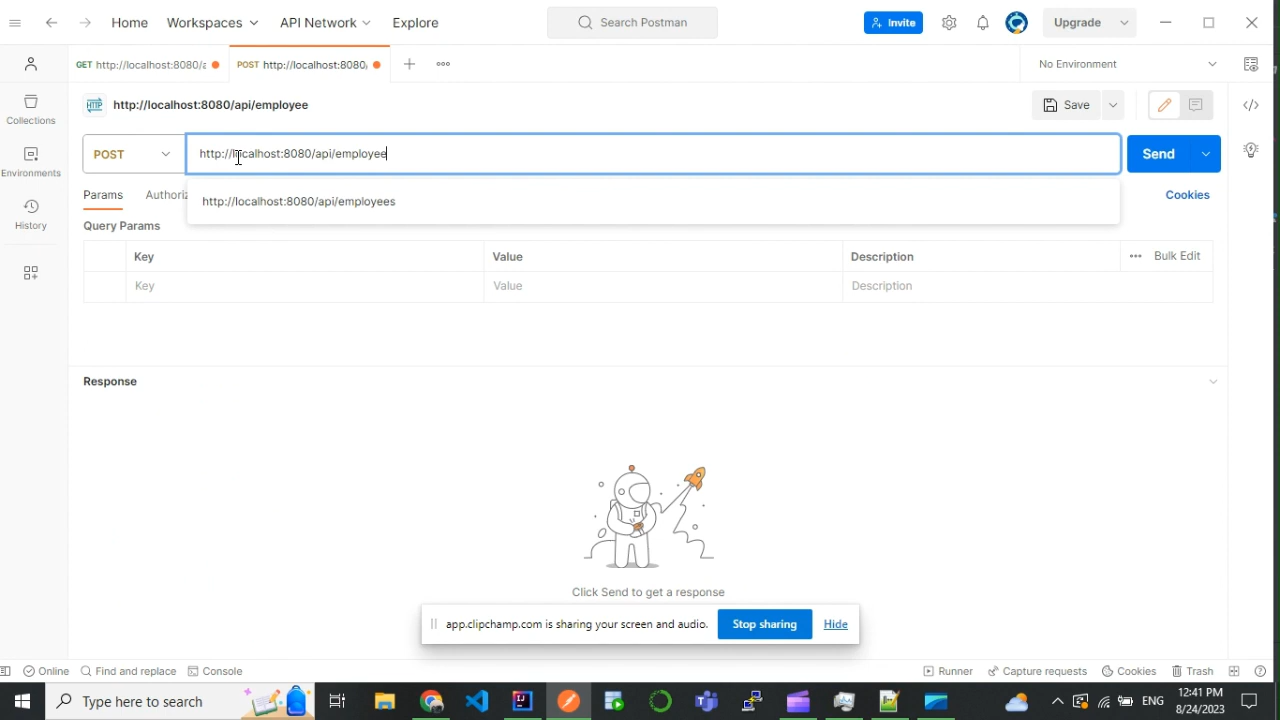 Home Workspaces API Network Explore Search Postman Invite Upgrade
GET http://localhost:8080/a POST http://localhost:8080/ No Environment
HTTP http://localhost:8080/api/employee Save
Collections
POST http://localhost:8080/api/employee Send
Environments
Params Authoriz http://localhost:8080/api/employees Cookies
History
Query Params
Key Value Description Bulk Edit
Key Value Description
Response
Click Send to get a response
app.clipchamp.com is sharing your screen and audio. Stop sharing Hide
Online Find and replace Console Runner Capture requests Cookies Trash
Type here to search ENG 12:41 PM
8/24/2023